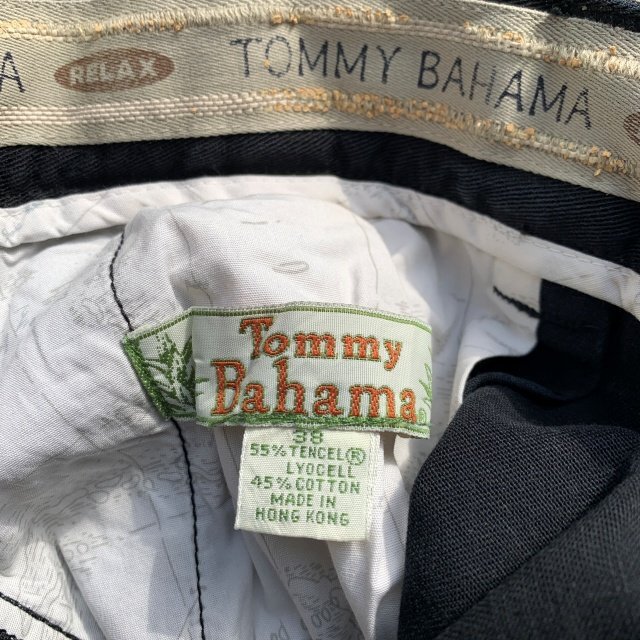 A RELAX TOMMY BAHAMA
Tommy
Bahama
38
55% TENCEL®
LYOCELL
45% COTTON
MADE IN
HONG KONG